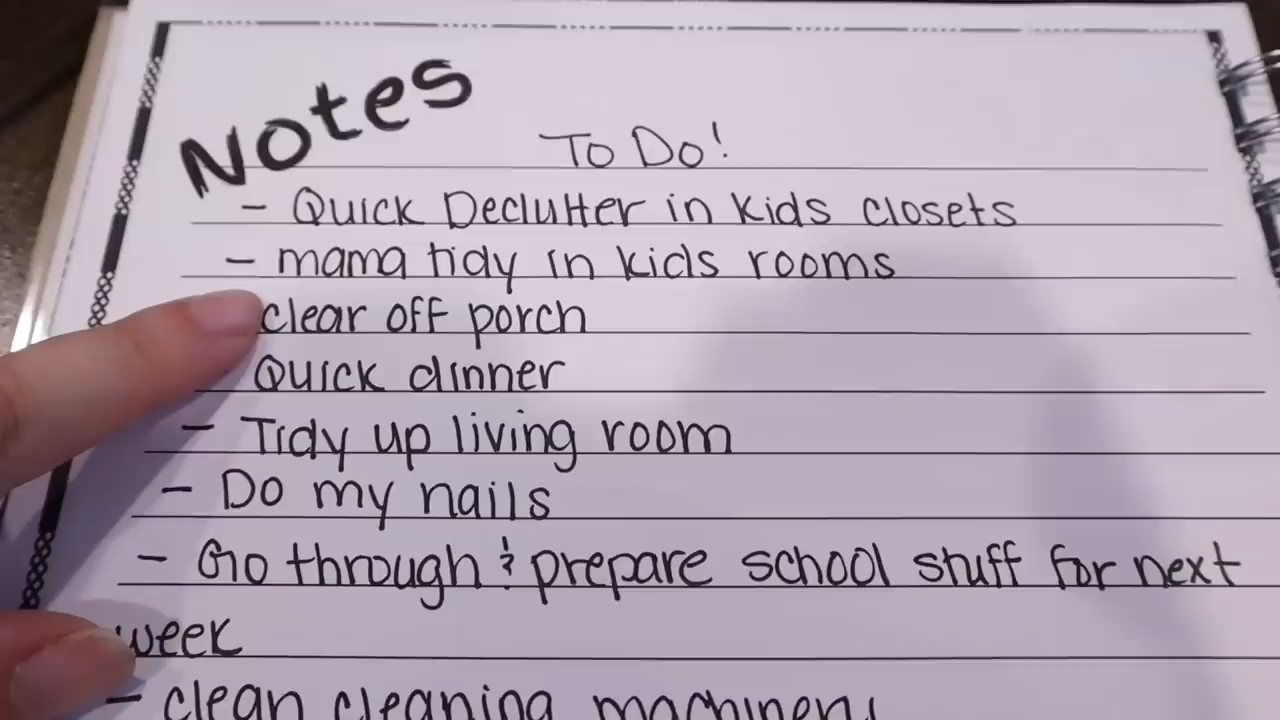 Notes
To Do!
- Quick Declutter in Kids closets
- mama tidy in kids rooms
clear off porch
Quick dinner
- Tidy up living room
- Do my nails
- Go through & prepare school stuff for next
week
- clean cleaning machinery